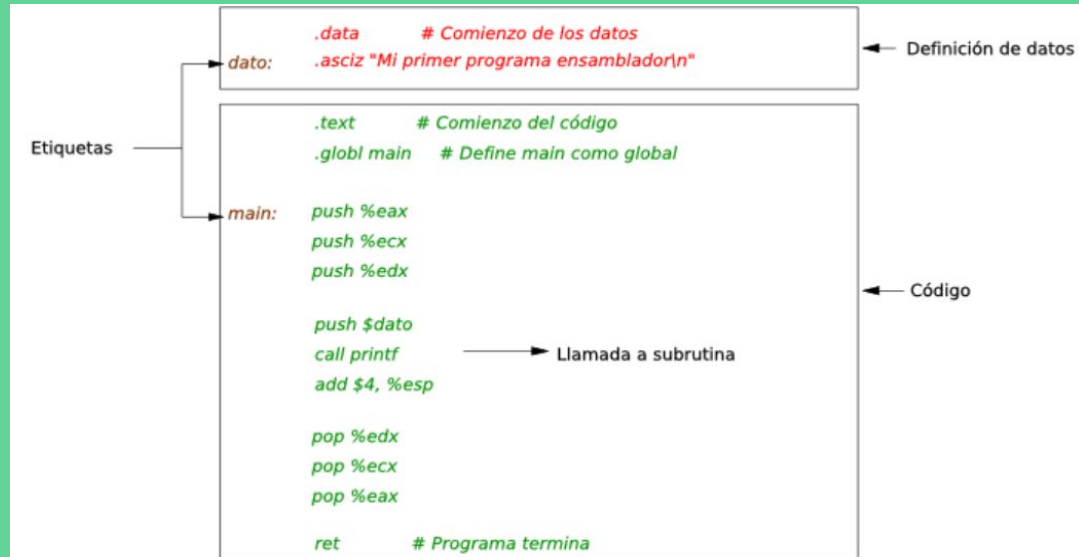 .data # Comienzo de los datos
dato: .asciz "Mi primer programa ensamblador\n"
Definición de datos
.text # Comienzo del código
.globl main # Define main como global
Etiquetas
main: push %eax
push %ecx
push %edx
Código
push $dato
call printf
Llamada a subrutina
add $4, %esp
pop %edx
pop %ecx
pop %eax
ret # Programa termina